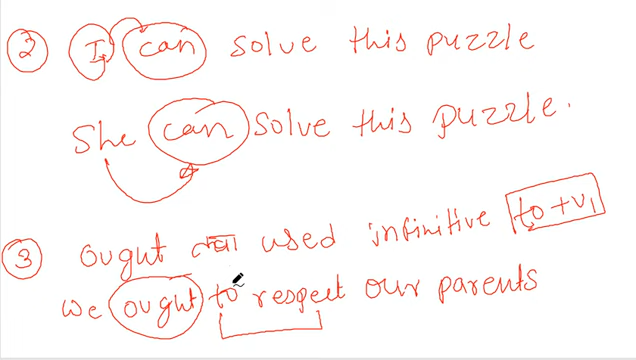 ② I can solve this puzzle
She can solve this puzzle.
③ ought used infinitive to + v1
we ought to respect our parents